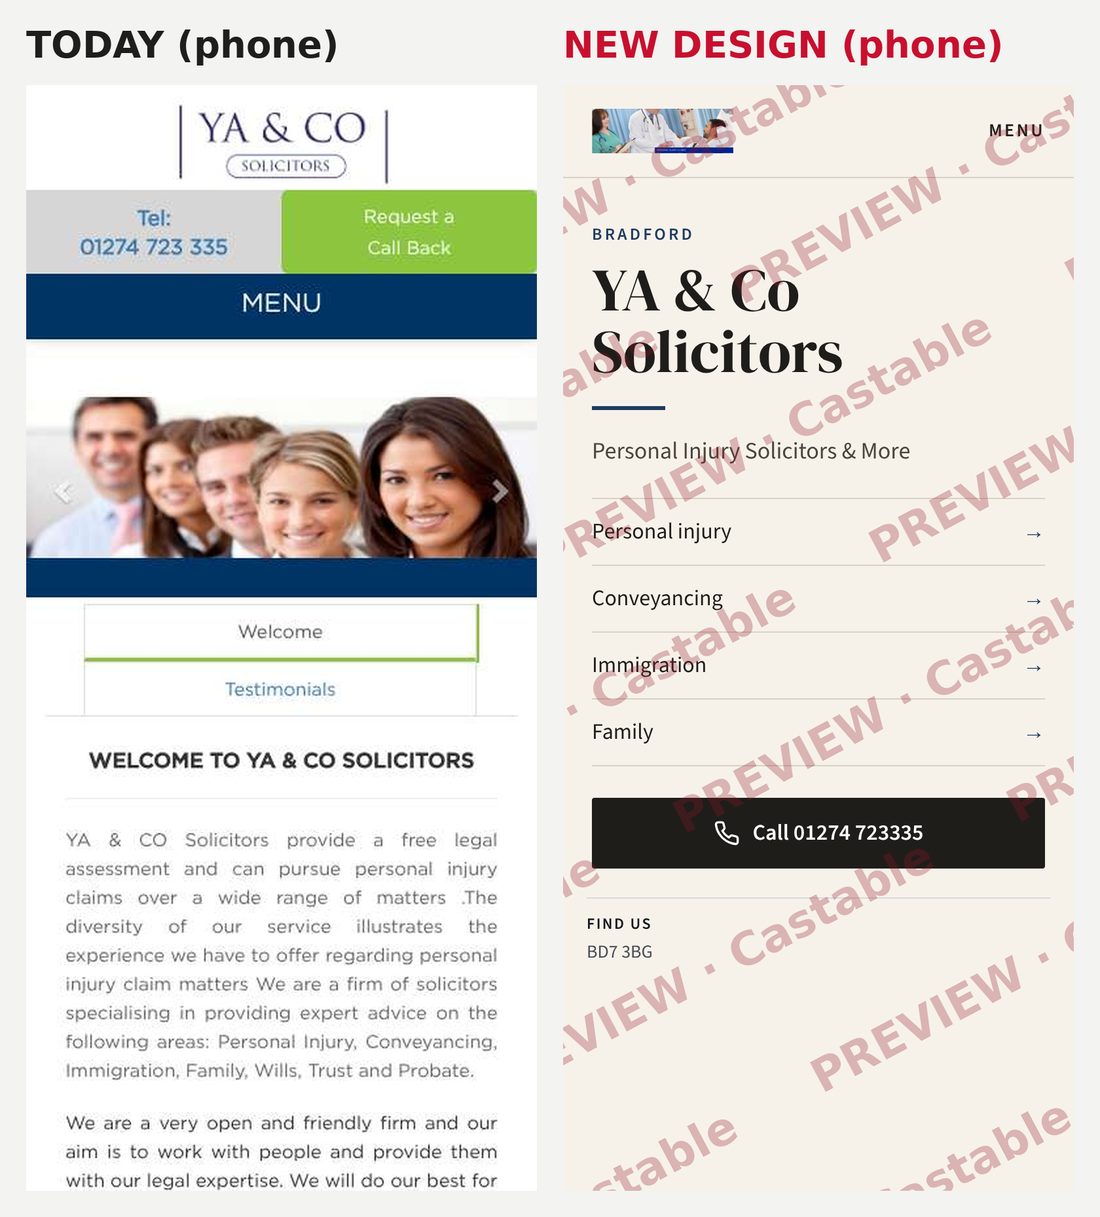 TODAY (phone)
YA & CO
SOLICITORS
Tel:
01274 723 335
Request a
Call Back
MENU
Welcome
Testimonials
WELCOME TO YA & CO SOLICITORS
YA & CO Solicitors provide a free legal
assessment and can pursue personal injury
claims over a wide range of matters .The
diversity of our service illustrates the
experience we have to offer regarding personal
injury claim matters We are a firm of solicitors
specialising in providing expert advice on the
following areas: Personal Injury, Conveyancing,
Immigration, Family, Wills, Trust and Probate.
We are a very open and friendly firm and our
aim is to work with people and provide them
with our legal expertise. We will do our best for
NEW DESIGN (phone)
MENU
BRADFORD
YA & Co
Solicitors
Personal Injury Solicitors & More
Personal injury →
Conveyancing →
Immigration →
Family →
Call 01274 723335
FIND US
BD7 3BG
PREVIEW · Castable
PREVIEW · Castable
PREVIEW · Castable
PREVIEW · Castable